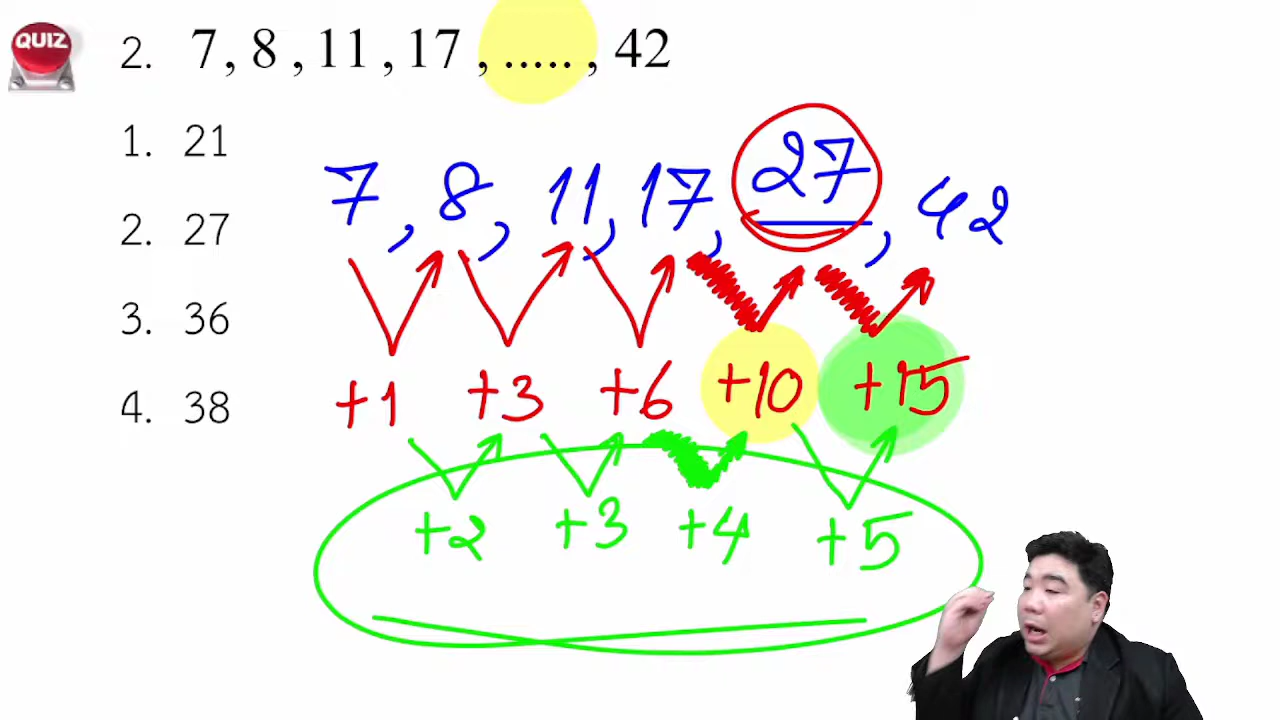 QUIZ
2. 7, 8, 11, 17, ....., 42
1. 21
2. 27
3. 36
4. 38
7, 8, 11, 17, 27, 42
+1 +3 +6 +10 +15
+2 +3 +4 +5